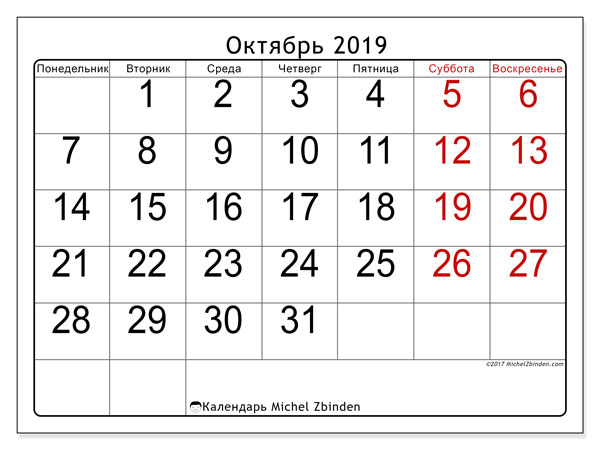 Октябрь 2019
Понедельник Вторник Среда Четверг Пятница Суббота Воскресенье
1 2 3 4 5 6
7 8 9 10 11 12 13
14 15 16 17 18 19 20
21 22 23 24 25 26 27
28 29 30 31
©2017 MichelZbinden.com
Календарь Michel Zbinden